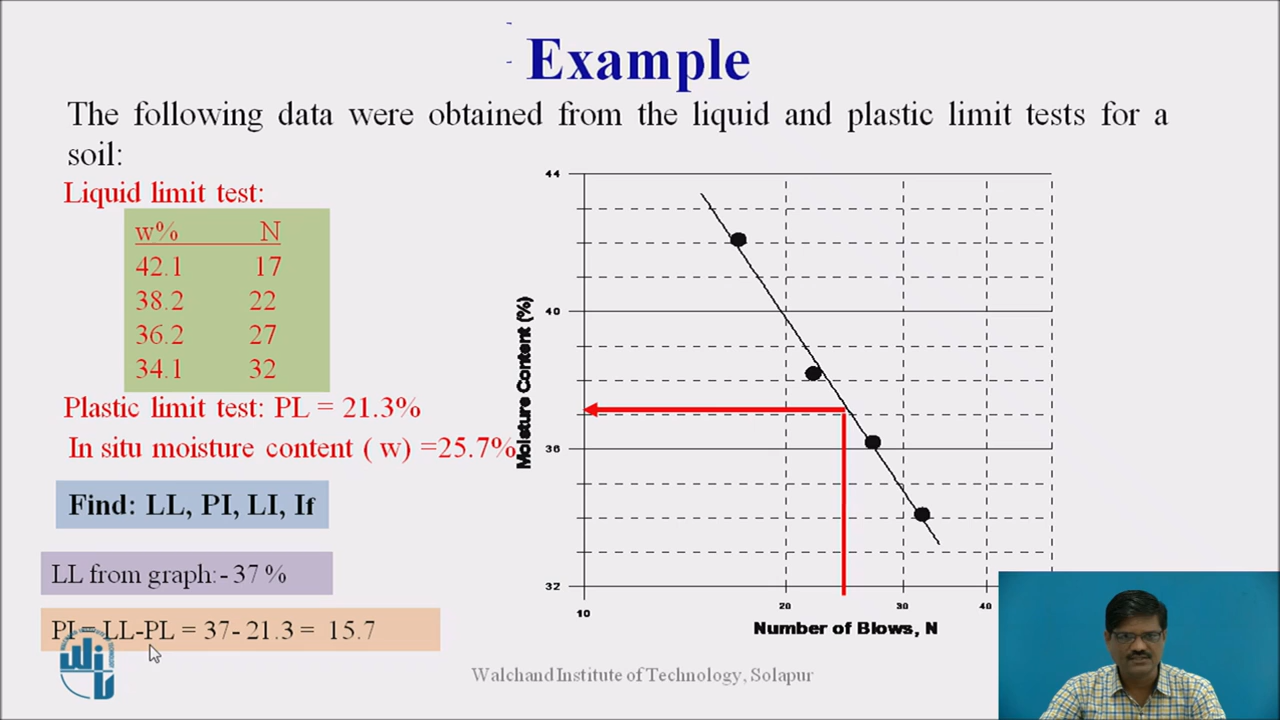 Example
The following data were obtained from the liquid and plastic limit tests for a
soil:
Liquid limit test:
w% N
42.1 17
38.2 22
36.2 27
34.1 32
Plastic limit test: PL = 21.3%
In situ moisture content ( w) =25.7%
Find: LL, PI, LI, If
LL from graph:- 37 %
PI= LL-PL = 37- 21.3 = 15.7
44
40
36
32
Moisture Content (%)
10 20 30 40
Number of Blows, N
WIT
Walchand Institute of Technology, Solapur